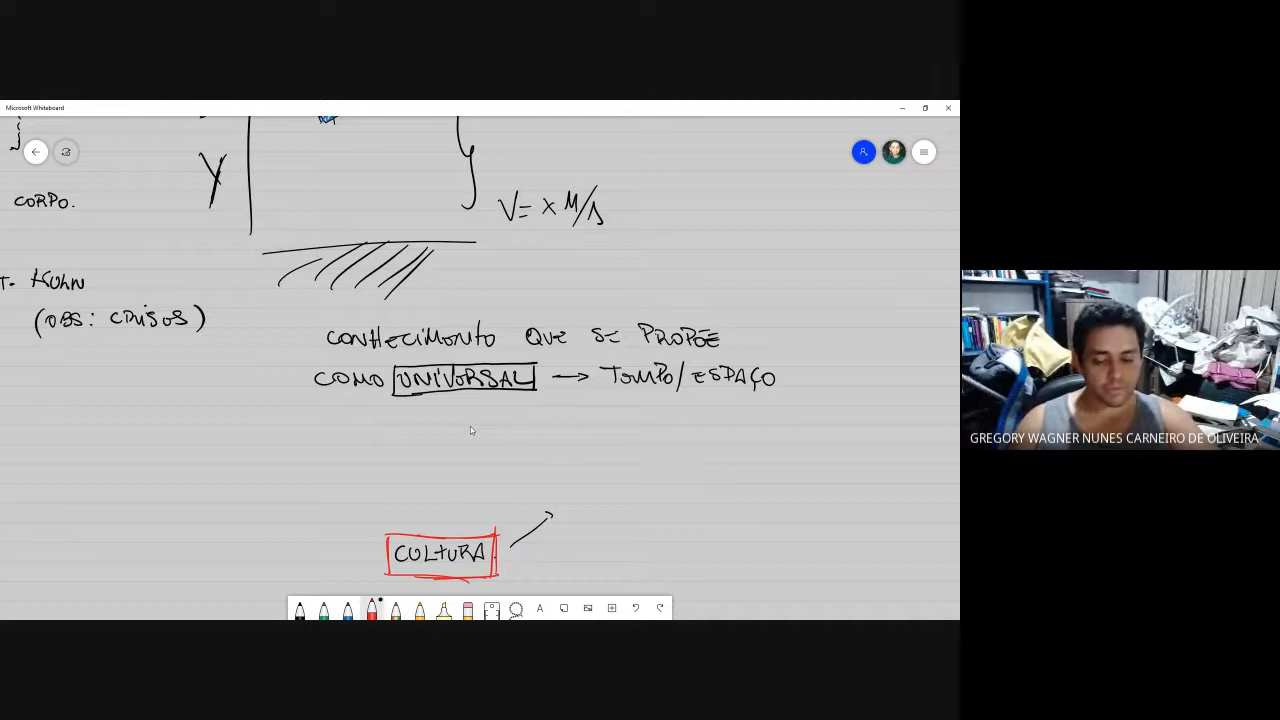 Microsoft Whiteboard
Y
CORPO.
V= X M/S
T. KUHN
(OBS: CRISES)
CONHECIMENTO QUE SE PROPÕE
COMO UNIVERSAL → TEMPO/ESPAÇO
GREGORY WAGNER NUNES CARNEIRO DE OLIVEIRA
CULTURA